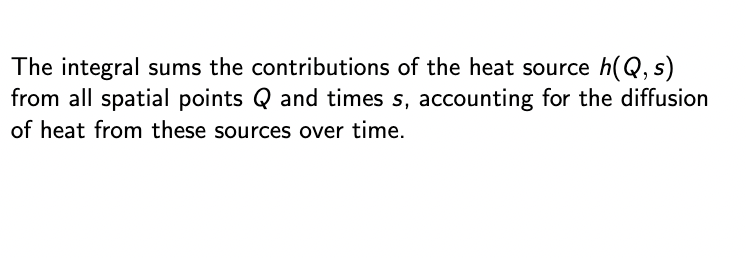 The integral sums the contributions of the heat source h(Q, s)
from all spatial points Q and times s, accounting for the diffusion
of heat from these sources over time.